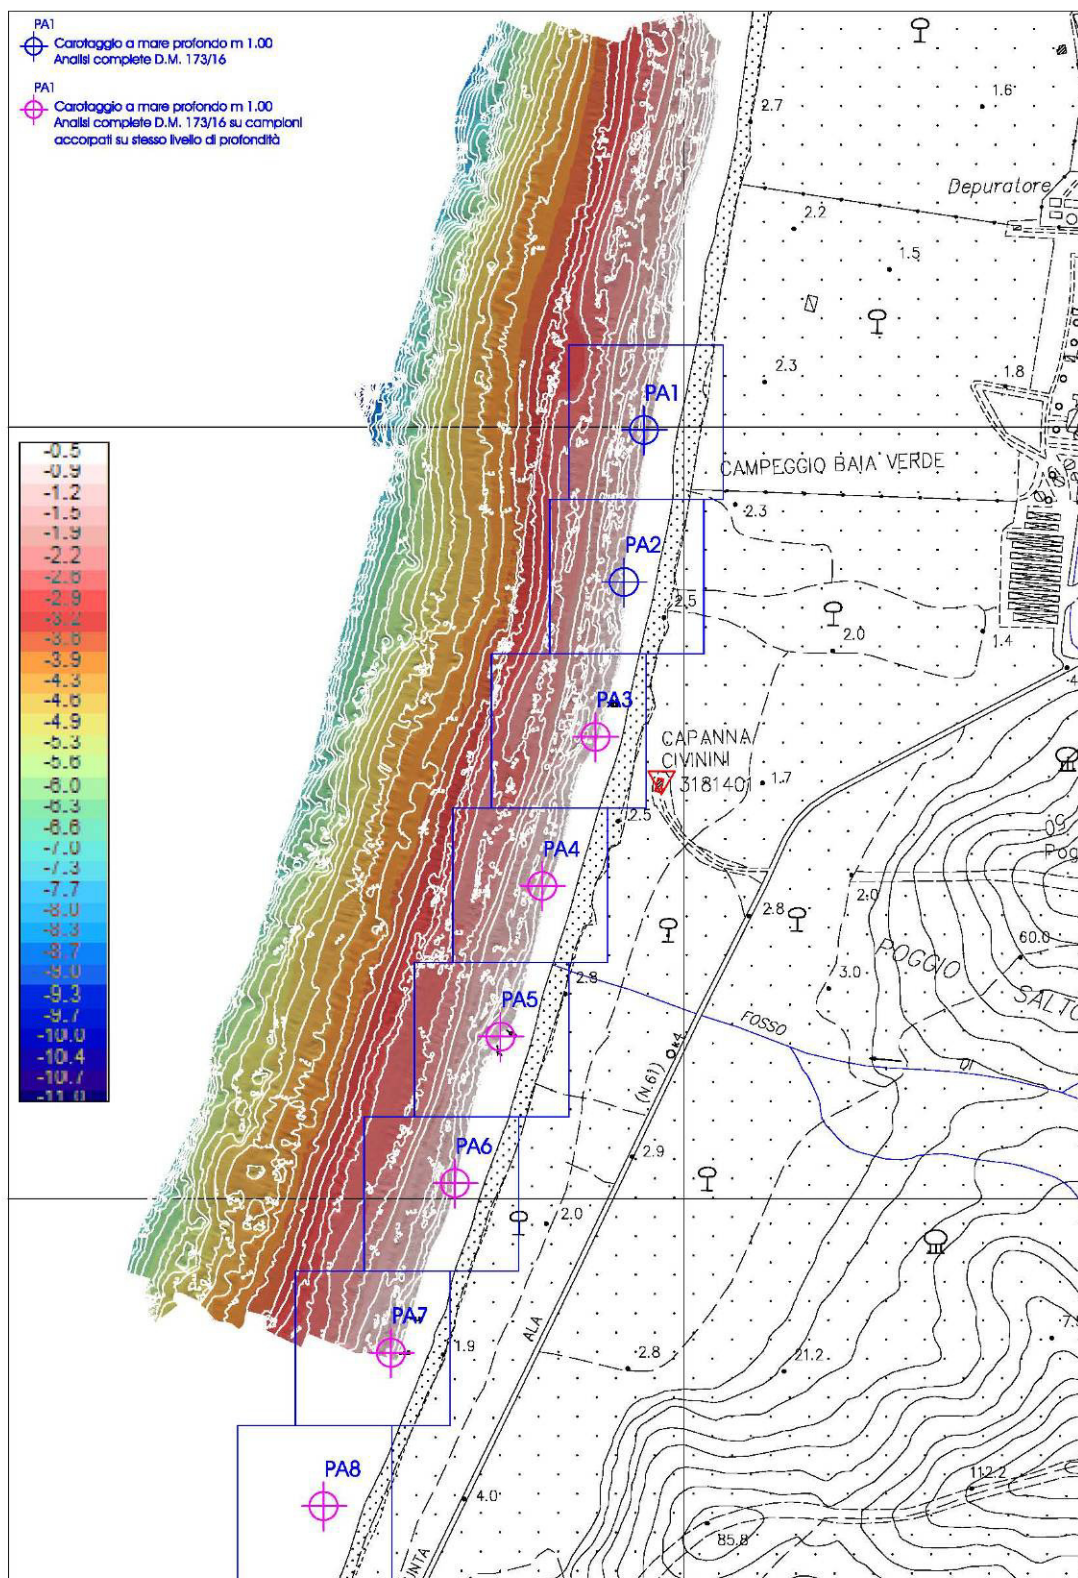 PA1
Carotaggio a mare profondo m 1.00
Analisi complete D.M. 173/16
PA1
Carotaggio a mare profondo m 1.00
Analisi complete D.M. 173/16 su campioni
accorpati su stesso livello di profondità
2.7
1.6
Depuratore
2.2
1.5
2.3
1.8
PA1
CAMPEGGIO BAIA VERDE
2.3
PA2
2.5
2.0
1.4
PA3
CAPANNA
CIVININI
3181401
1.7
2.5
PA4
2.0
2.8
60.0
POGGIO
3.0
2.8
PA5
FOSSO
(N.61)
2.9
PA6
2.0
PA7
1.9
ALA
2.8
21.2
PA8
4.0
112.2
85.8
-0.5
-0.9
-1.2
-1.5
-1.9
-2.2
-2.6
-2.9
-3.2
-3.6
-3.9
-4.3
-4.6
-4.9
-5.3
-5.6
-6.0
-6.3
-6.6
-7.0
-7.3
-7.7
-8.0
-8.3
-8.7
-9.0
-9.3
-9.7
-10.0
-10.4
-10.7
-11.0